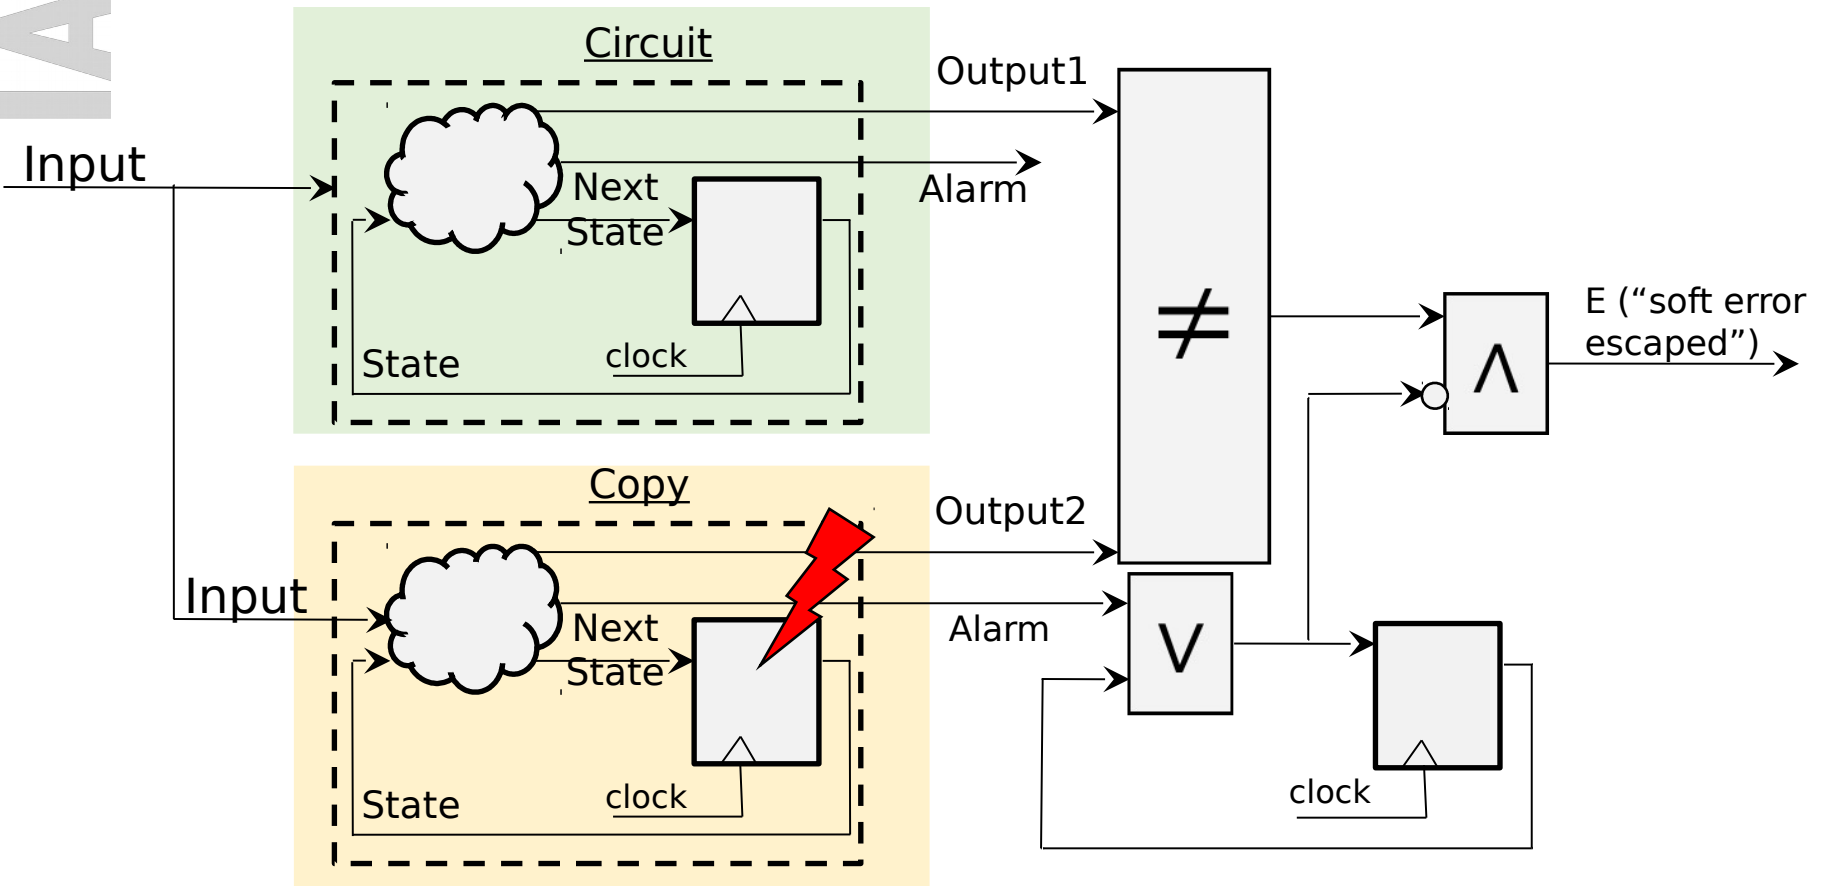 IA
Circuit
Output1
Input
Next
State
Alarm
State
clock
≠
E (“soft error
escaped”)
Λ
Copy
Output2
Input
Next
State
Alarm
V
State
clock
clock